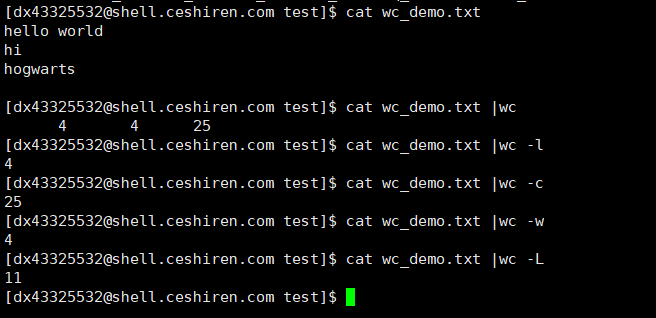 [dx43325532@shell.ceshiren.com test]$ cat wc_demo.txt
hello world
hi
hogwarts

[dx43325532@shell.ceshiren.com test]$ cat wc_demo.txt |wc
      4       4      25
[dx43325532@shell.ceshiren.com test]$ cat wc_demo.txt |wc -l
4
[dx43325532@shell.ceshiren.com test]$ cat wc_demo.txt |wc -c
25
[dx43325532@shell.ceshiren.com test]$ cat wc_demo.txt |wc -w
4
[dx43325532@shell.ceshiren.com test]$ cat wc_demo.txt |wc -L
11
[dx43325532@shell.ceshiren.com test]$